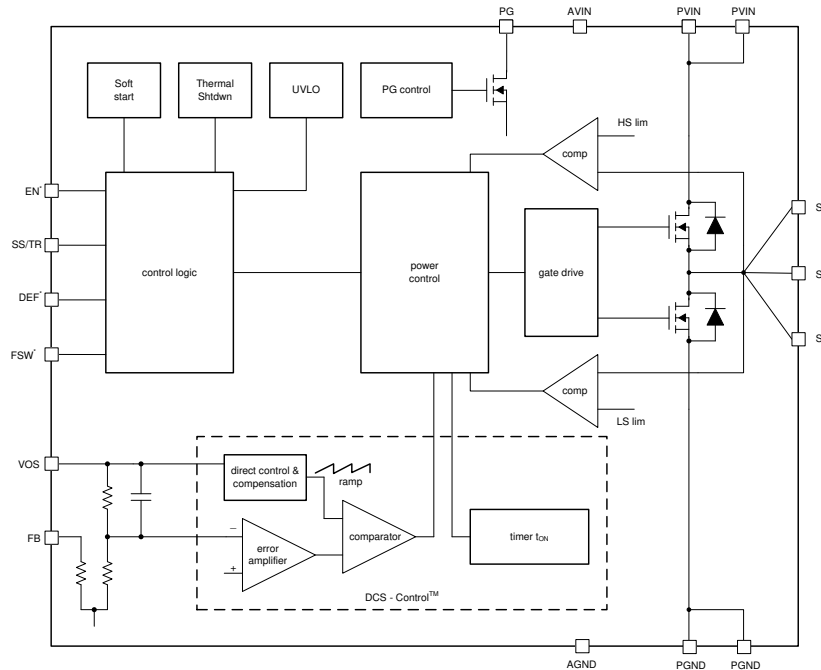 PG
AVIN
PVIN
PVIN
Soft
start
Thermal
Shtdwn
UVLO
PG control
HS lim
comp
EN*
SS/TR
DEF*
FSW*
control logic
power
control
gate drive
S
S
S
comp
LS lim
VOS
FB
direct control &
compensation
ramp
–
+
error
amplifier
comparator
timer tON
DCS - Control™
AGND
PGND
PGND